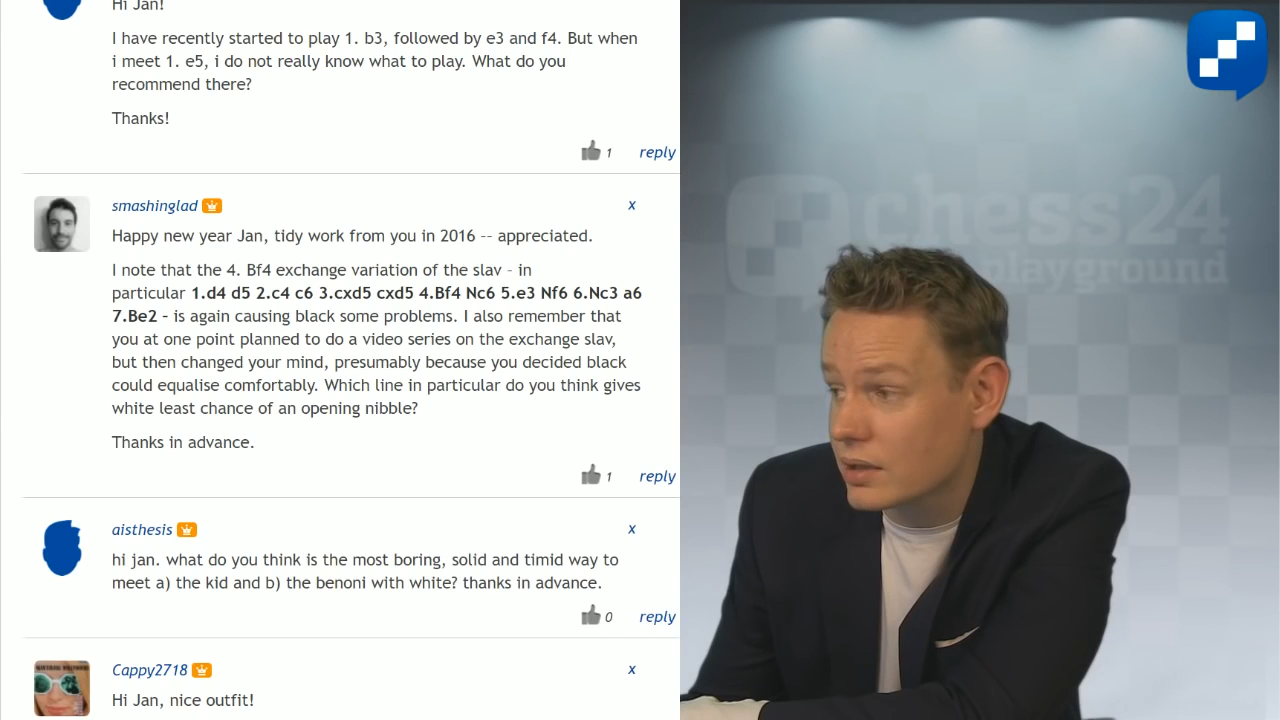 Hi Jan!
I have recently started to play 1. b3, followed by e3 and f4. But when
i meet 1. e5, i do not really know what to play. What do you
recommend there?
Thanks!
1 reply
smashinglad x
Happy new year Jan, tidy work from you in 2016 -- appreciated.
I note that the 4. Bf4 exchange variation of the slav - in
particular 1.d4 d5 2.c4 c6 3.cxd5 cxd5 4.Bf4 Nc6 5.e3 Nf6 6.Nc3 a6
7.Be2 - is again causing black some problems. I also remember that
you at one point planned to do a video series on the exchange slav,
but then changed your mind, presumably because you decided black
could equalise comfortably. Which line in particular do you think gives
white least chance of an opening nibble?
Thanks in advance.
1 reply
aisthesis x
hi jan. what do you think is the most boring, solid and timid way to
meet a) the kid and b) the benoni with white? thanks in advance.
0 reply
Cappy2718 x
Hi Jan, nice outfit!
chess24
playground